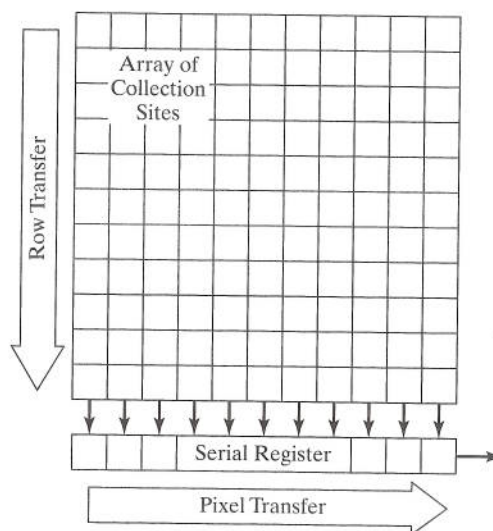 Array of
Collection
Sites
Row Transfer
Serial Register
Pixel Transfer